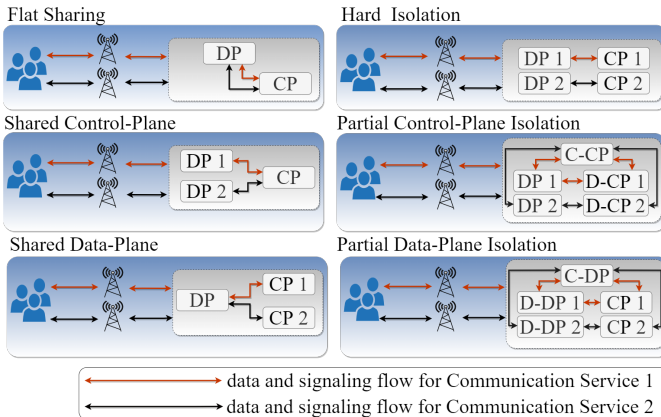 Flat Sharing
DP
CP
Hard Isolation
DP 1
CP 1
DP 2
CP 2
Shared Control-Plane
DP 1
CP
DP 2
Partial Control-Plane Isolation
C-CP
DP 1
D-CP 1
DP 2
D-CP 2
Shared Data-Plane
CP 1
DP
CP 2
Partial Data-Plane Isolation
C-DP
D-DP 1
CP 1
D-DP 2
CP 2
data and signaling flow for Communication Service 1
data and signaling flow for Communication Service 2